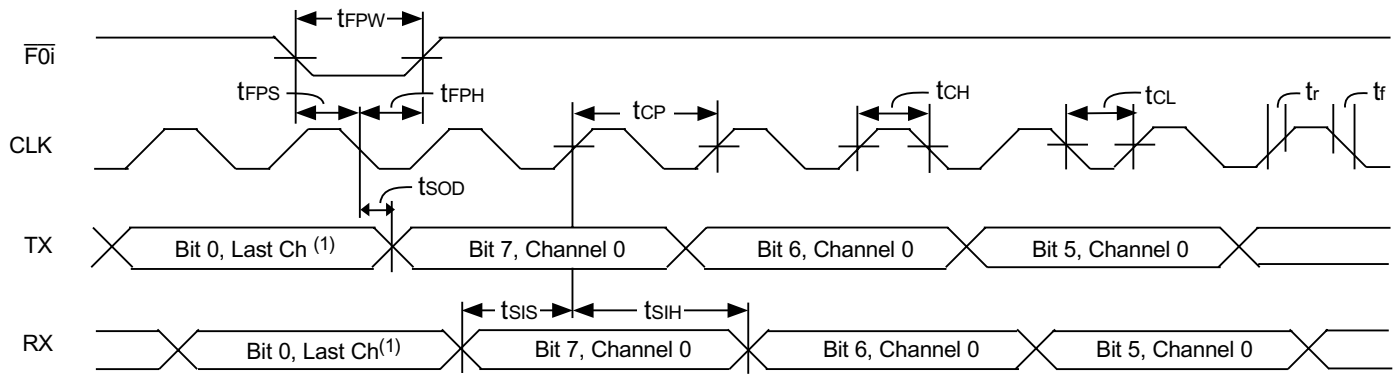 tFPW
F0i
tFPS
tFPH
tCP
tCH
tCL
tr
tf
CLK
tSOD
TX
Bit 0, Last Ch (1)
Bit 7, Channel 0
Bit 6, Channel 0
Bit 5, Channel 0
tSIS
tSIH
RX
Bit 0, Last Ch(1)
Bit 7, Channel 0
Bit 6, Channel 0
Bit 5, Channel 0